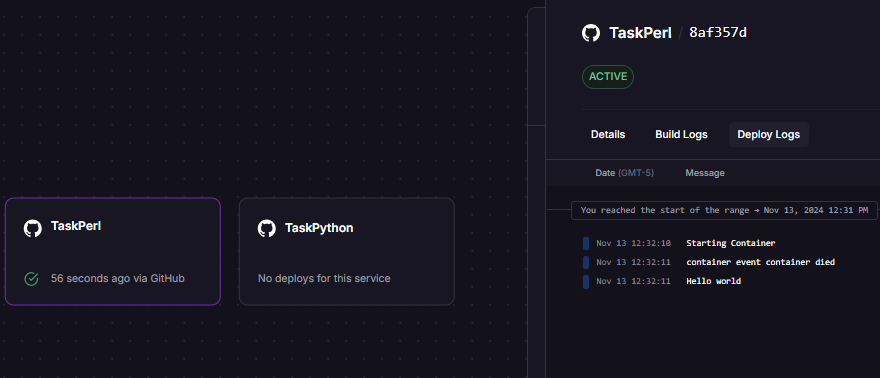 TaskPerl
56 seconds ago via GitHub
TaskPython
No deploys for this service
TaskPerl / 8af357d
ACTIVE
Details Build Logs Deploy Logs
Date (GMT-5) Message
You reached the start of the range → Nov 13, 2024 12:31 PM
Nov 13 12:32:10 Starting Container
Nov 13 12:32:11 container event container died
Nov 13 12:32:11 Hello world